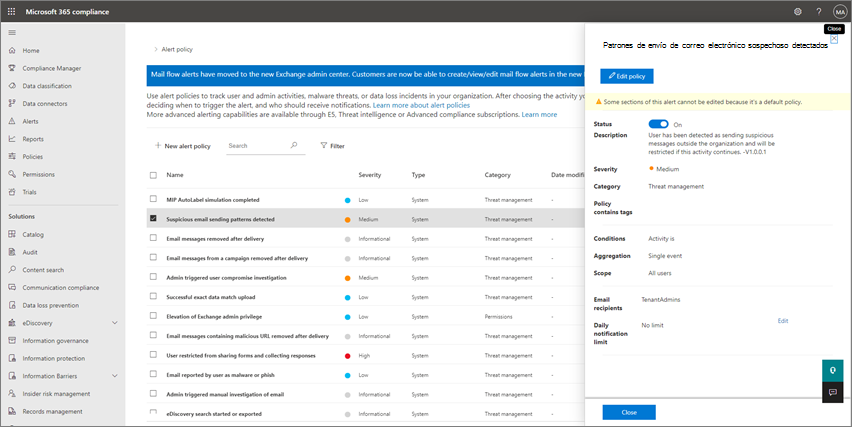 Microsoft 365 compliance
?
MA
Close
Home
Compliance Manager
Data classification
Data connectors
Alerts
Reports
Policies
Permissions
Trials
Solutions
Catalog
Audit
Content search
Communication compliance
Data loss prevention
eDiscovery
Information governance
Information protection
Information Barriers
Insider risk management
Records management
> Alert policy
Mail flow alerts have moved to the new Exchange admin center. Customers are now be able to create/view/edit mail flow alerts in the new
Use alert policies to track user and admin activities, malware threats, or data loss incidents in your organization. After choosing the activity
deciding when to trigger the alert, and who should receive notifications. Learn more about alert policies
More advanced alerting capabilities are available through E5, Threat intelligence or Advanced compliance subscriptions. Learn more
+ New alert policy Search Filter
Name Severity Type Category Date modifi
MIP AutoLabel simulation completed Low System Threat management -
Suspicious email sending patterns detected Medium System Threat management -
Email messages removed after delivery Informational System Threat management -
Email messages from a campaign removed after delivery Informational System Threat management -
Admin triggered user compromise investigation Medium System Threat management -
Successful exact data match upload Low System Threat management -
Elevation of Exchange admin privilege Low System Permissions -
Email messages containing malicious URL removed after delivery Informational System Threat management -
User restricted from sharing forms and collecting responses High System Threat management -
Email reported by user as malware or phish Low System Threat management -
Admin triggered manual investigation of email Informational System Threat management -
eDiscovery search started or exported Informational System Threat management -
Patrones de envío de correo electrónico sospechoso detectados
Edit policy
Some sections of this alert cannot be edited because it's a default policy.
Status On
Description User has been detected as sending suspicious
messages outside the organization and will be
restricted if this activity continues. -V1.0.0.1
Severity Medium
Category Threat management
Policy
contains tags
Conditions Activity is
Aggregation Single event
Scope All users
Email
recipients TenantAdmins
Daily
notification
limit No limit
Edit
Close